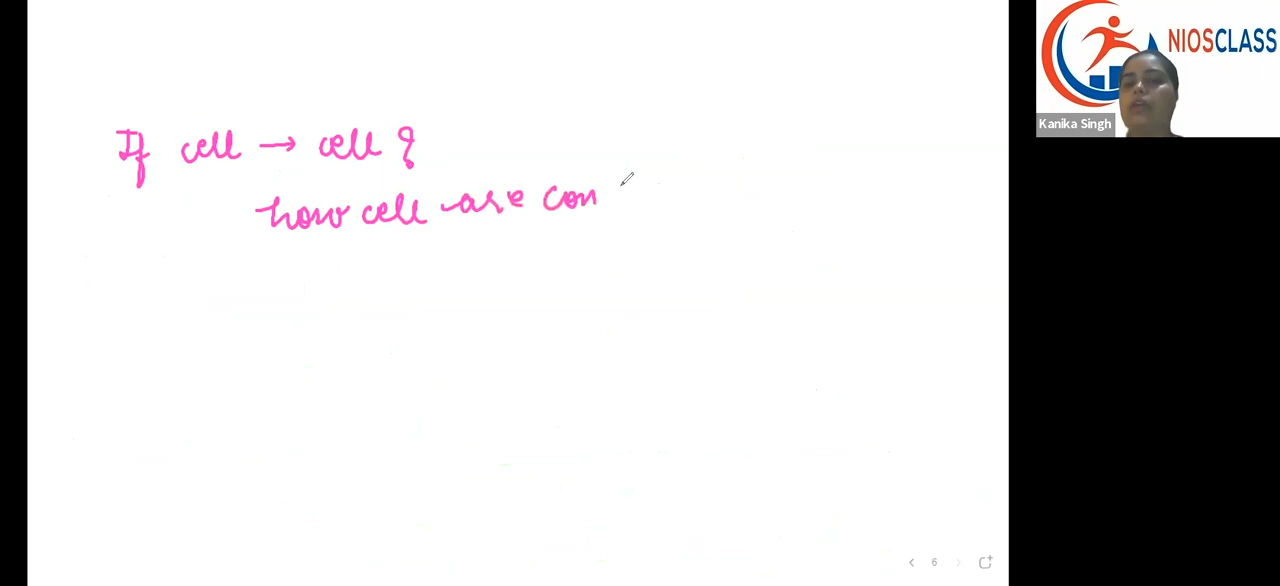 If cell → cell ?
how cell are con
NIOSCLASS
Kanika Singh
6